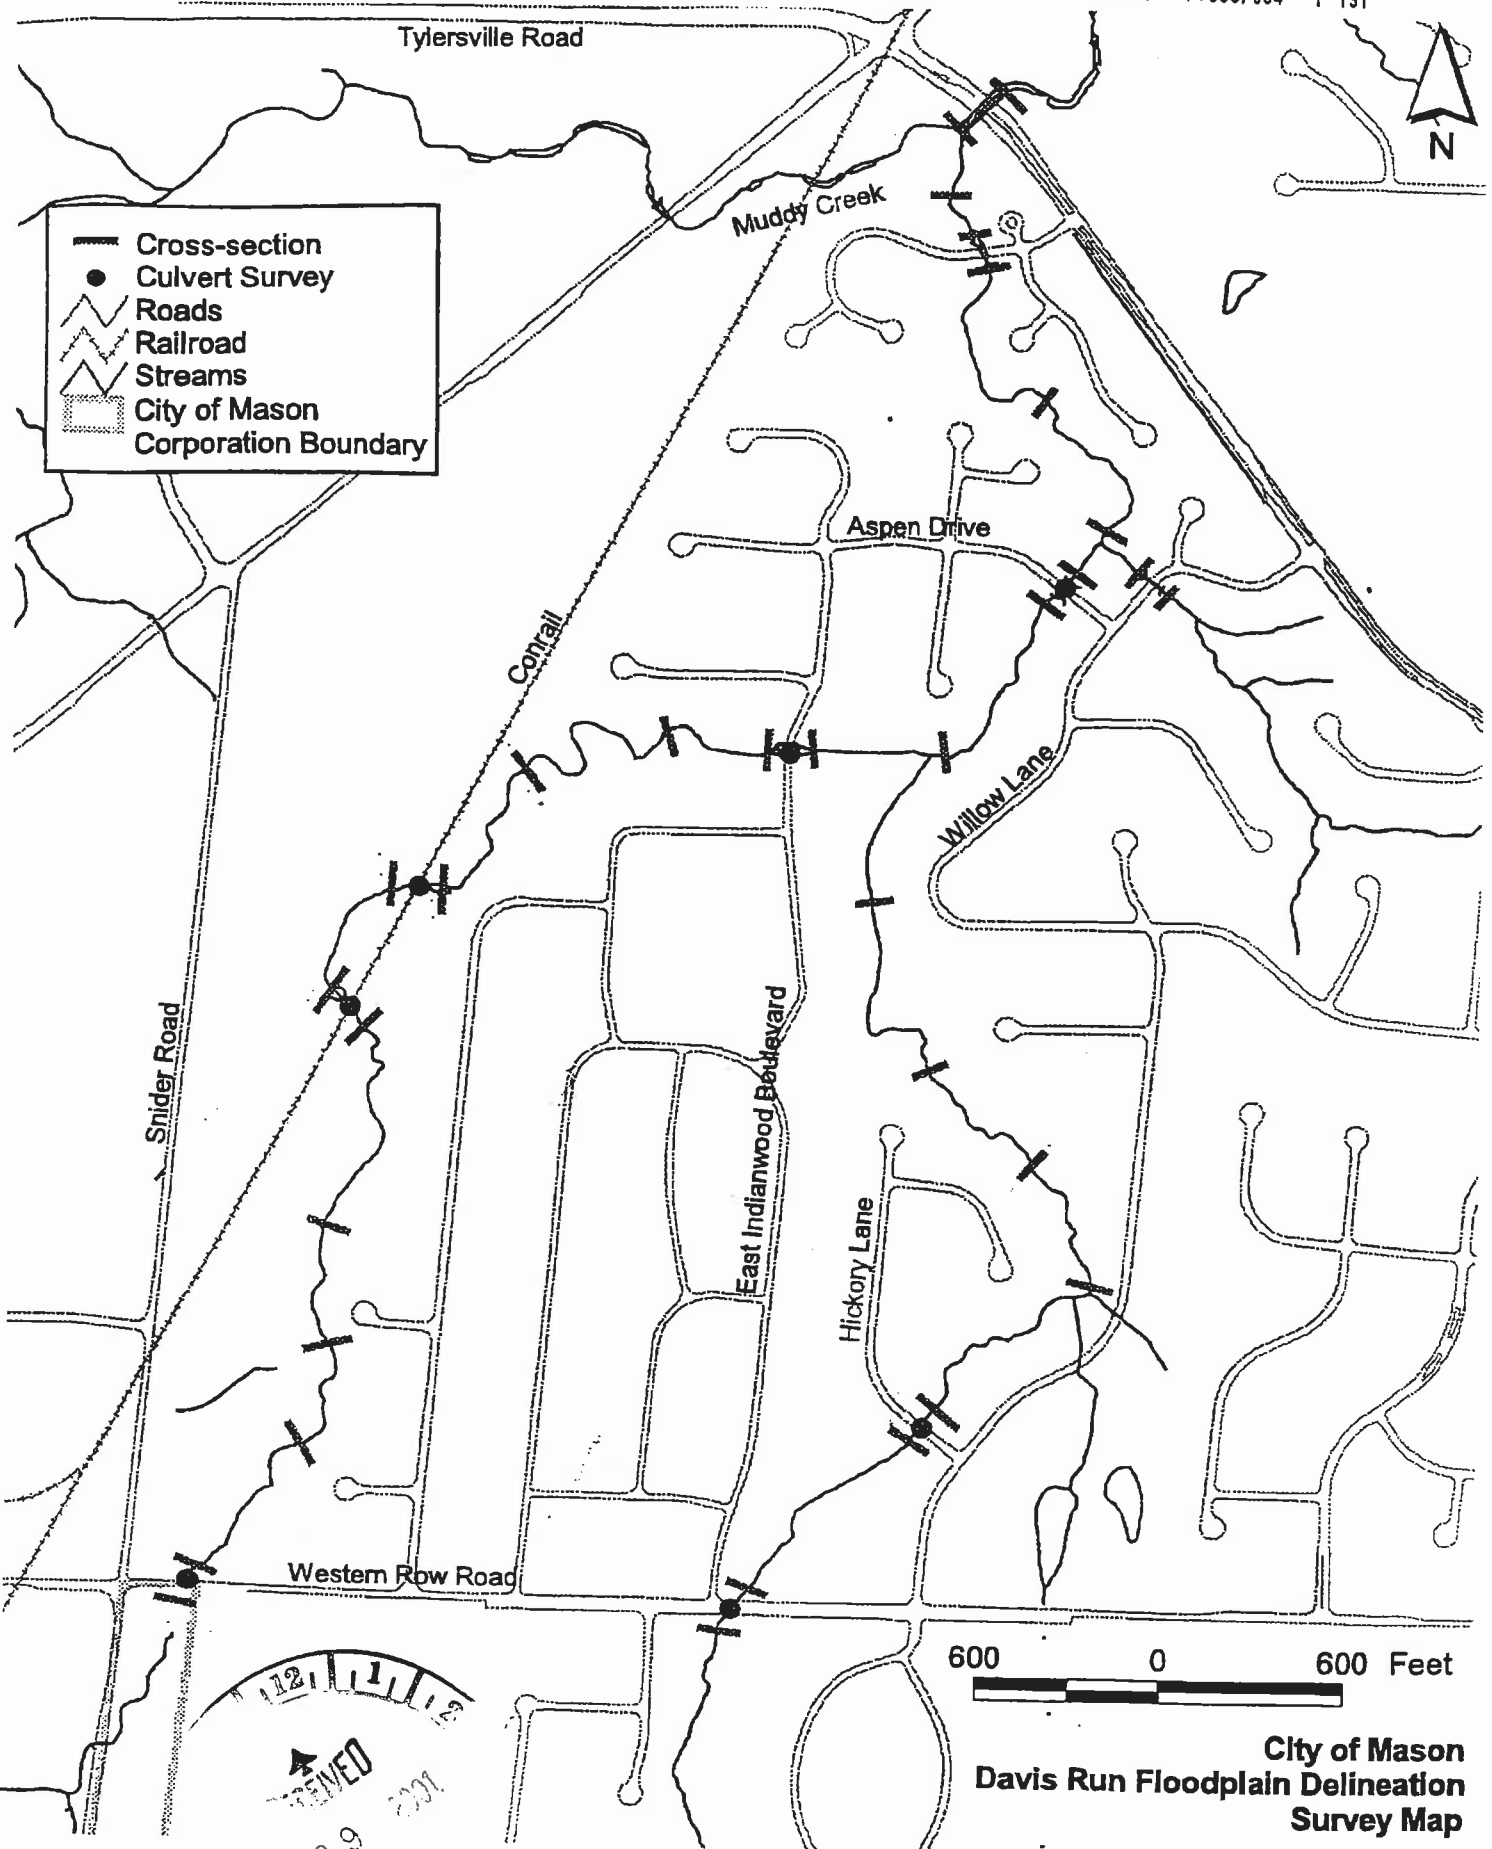 Tylersville Road
N
Muddy Creek
Cross-section
Culvert Survey
Roads
Railroad
Streams
City of Mason
Corporation Boundary
Aspen Drive
Conrail
Willow Lane
Snider Road
East Indianwood Boulevard
Hickory Lane
Western Row Road
600 0 600 Feet
12 1 2
City of Mason
Davis Run Floodplain Delineation
Survey Map